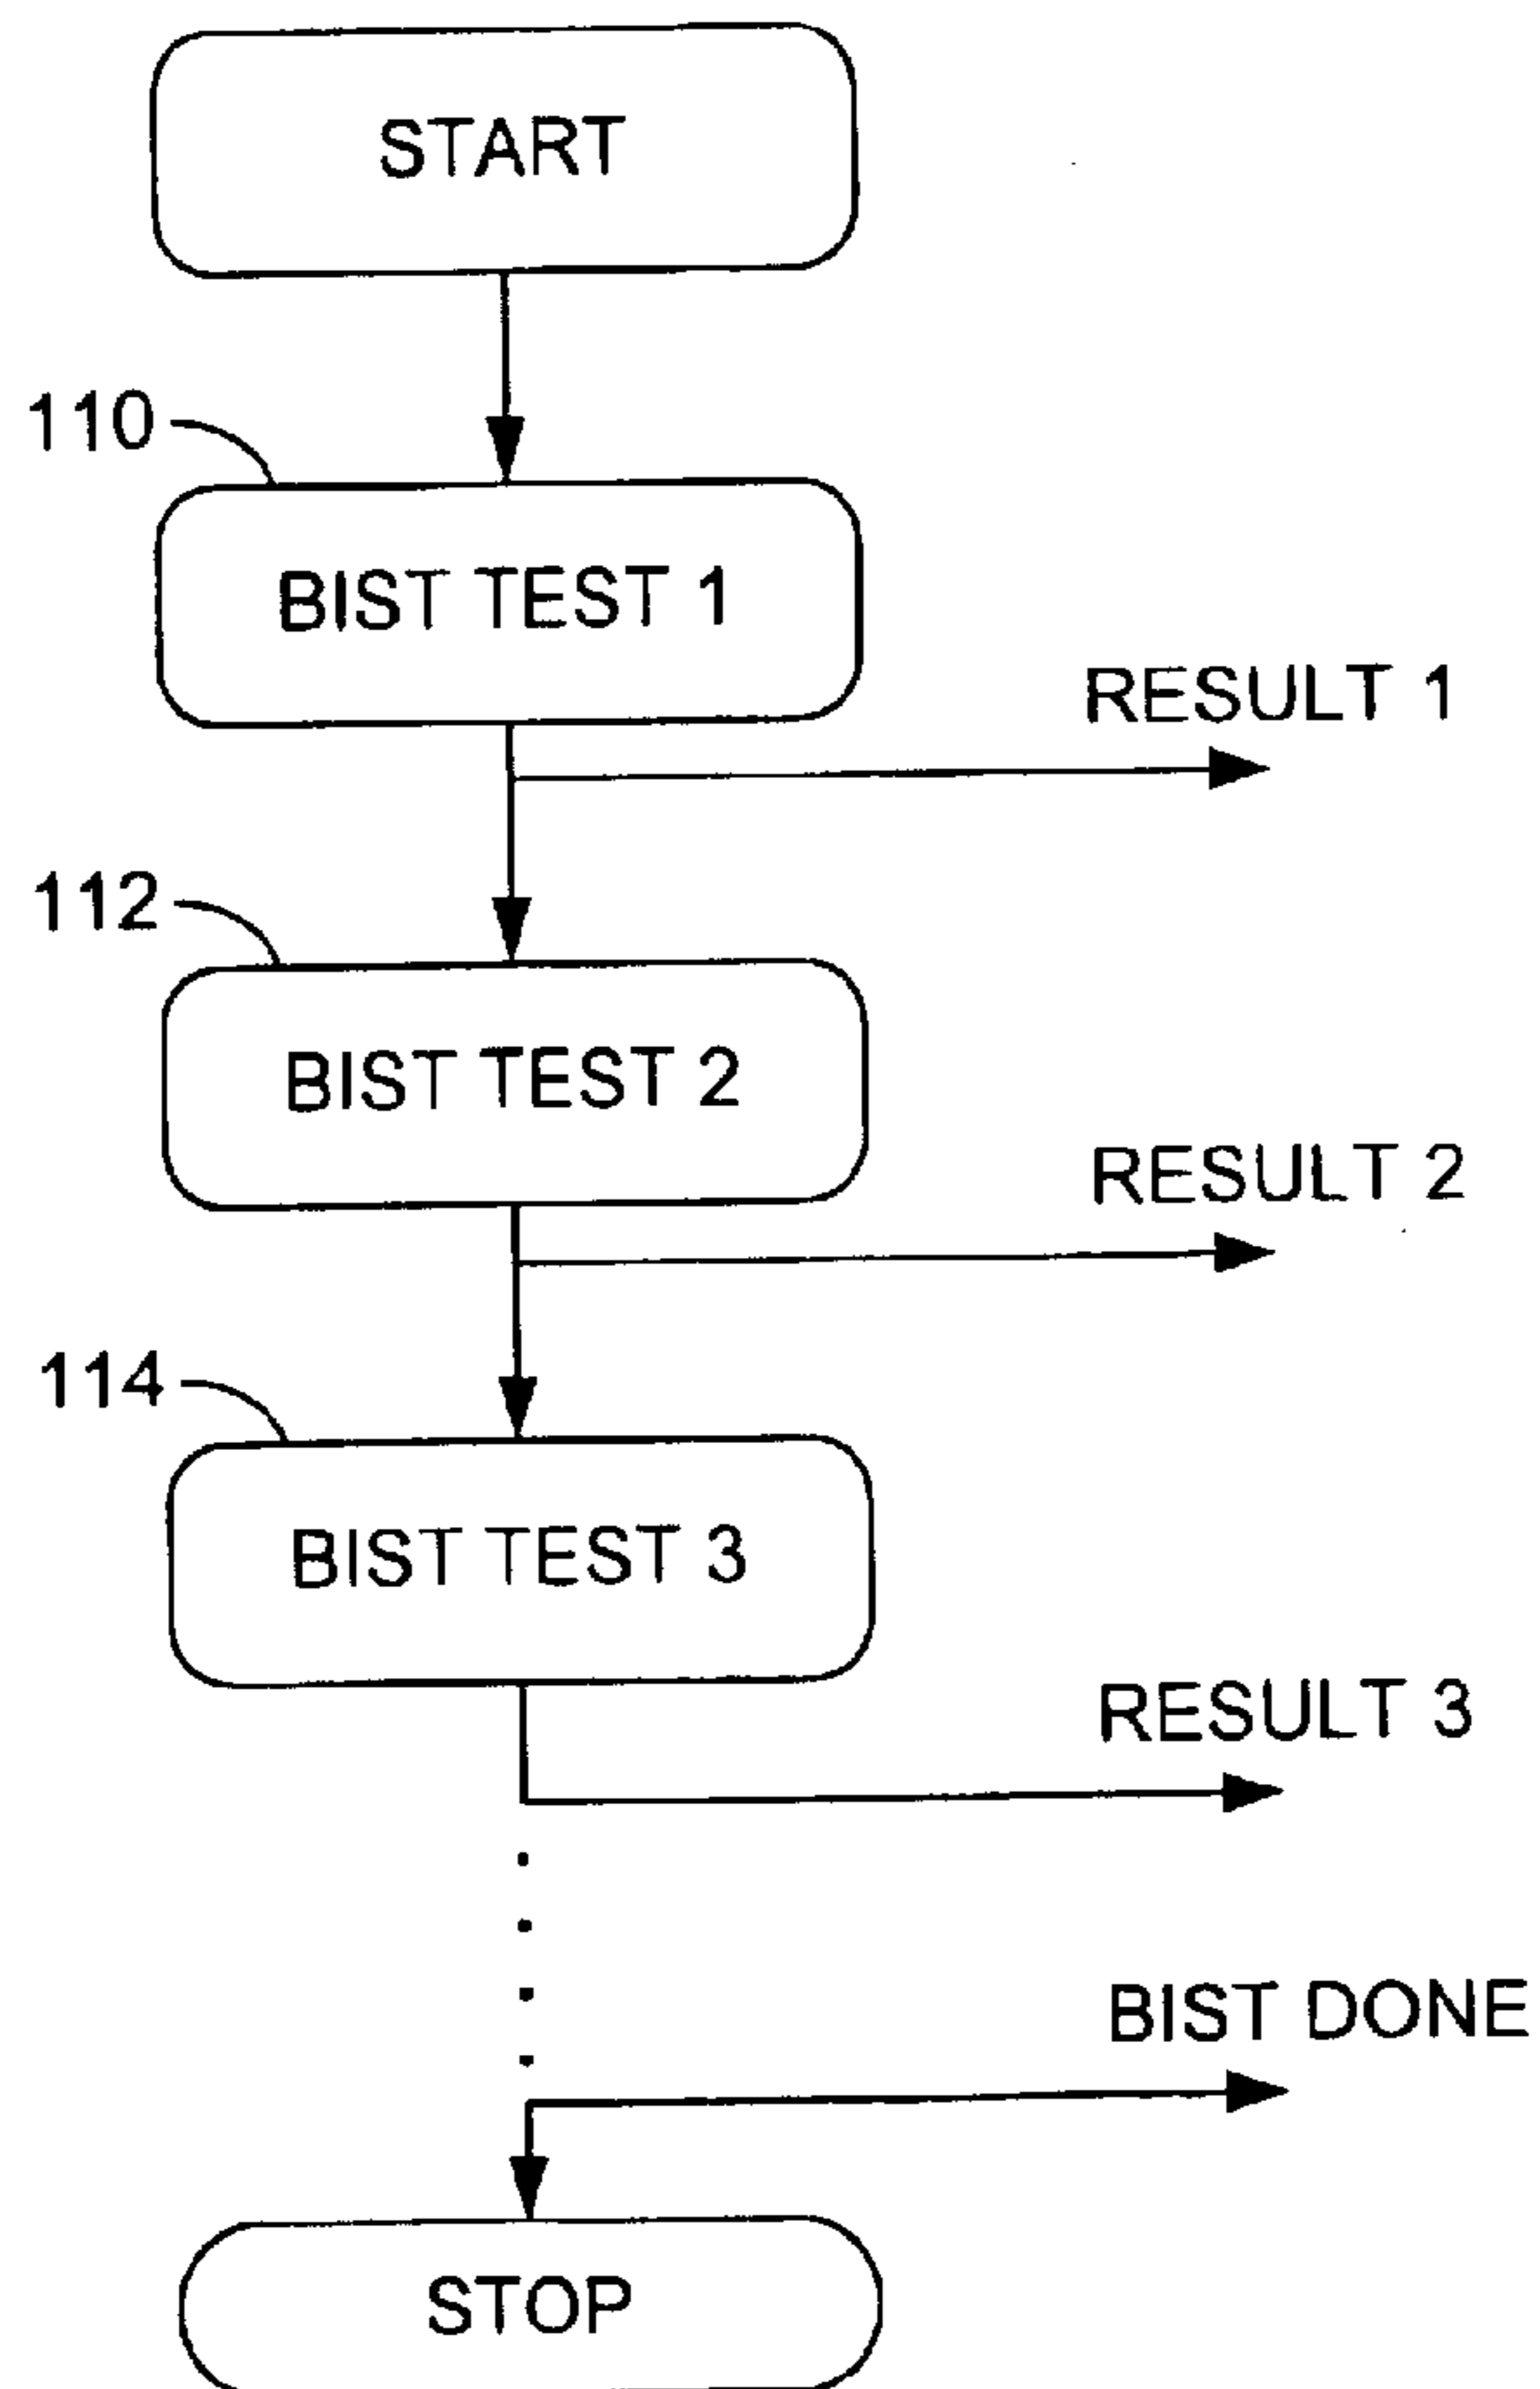 START
110
BIST TEST 1
RESULT 1
112
BIST TEST 2
RESULT 2
114
BIST TEST 3
RESULT 3
BIST DONE
STOP